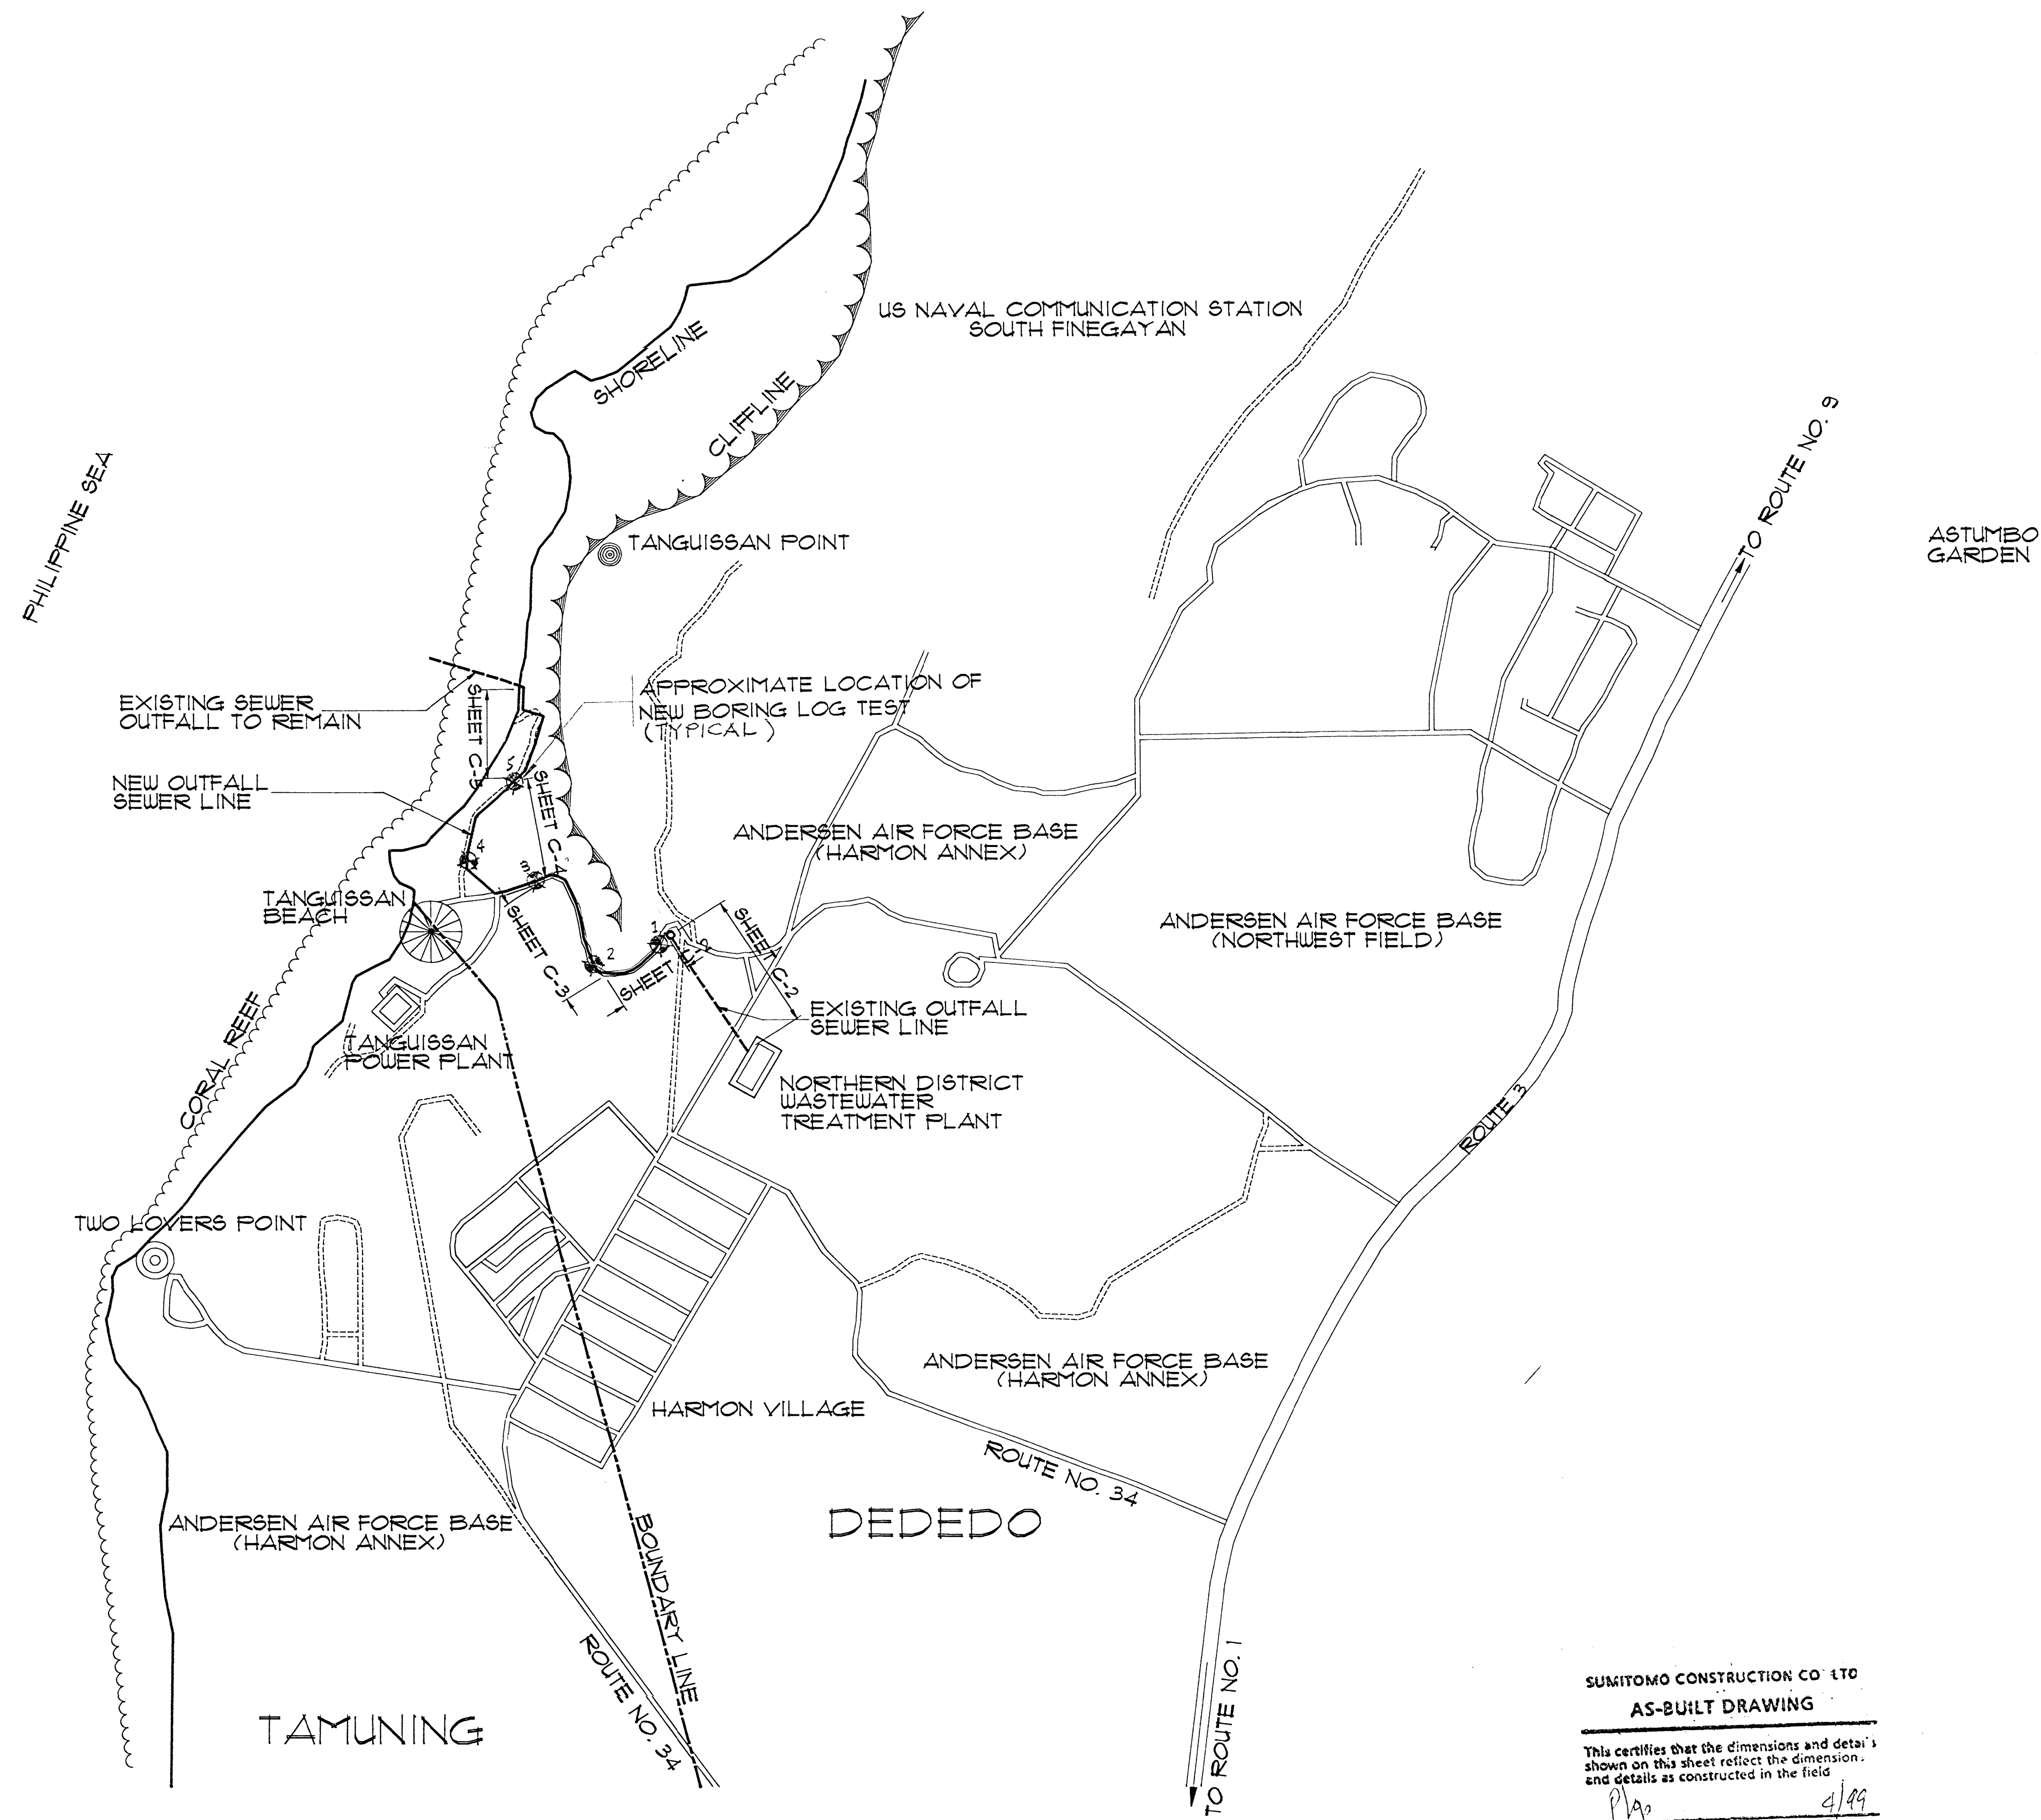 US NAVAL COMMUNICATION STATION
SOUTH FINEGAYAN
SHORELINE
CLIFFLINE
PHILIPPINE SEA
TO ROUTE NO. 9
ASTUMBO
GARDEN
TANGUISSAN POINT
EXISTING SEWER
OUTFALL TO REMAIN
SHEET C-5
APPROXIMATE LOCATION OF
NEW BORING LOG TEST
(TYPICAL)
NEW OUTFALL
SEWER LINE
5
SHEET C-4
4
3
ANDERSEN AIR FORCE BASE
(HARMON ANNEX)
TANGUISSAN
BEACH
SHEET C-3
2
1
SHEET C-2
SHEET C-2
ANDERSEN AIR FORCE BASE
(NORTHWEST FIELD)
EXISTING OUTFALL
SEWER LINE
CORAL REEF
TANGUISSAN
POWER PLANT
NORTHERN DISTRICT
WASTEWATER
TREATMENT PLANT
ROUTE 3
TWO LOVERS POINT
ANDERSEN AIR FORCE BASE
(HARMON ANNEX)
HARMON VILLAGE
ROUTE NO. 34
ANDERSEN AIR FORCE BASE
(HARMON ANNEX)
DEDEDO
BOUNDARY LINE
ROUTE NO. 34
TAMUNING
TO ROUTE NO. 1
SUMITOMO CONSTRUCTION CO LTD
AS-BUILT DRAWING
This certifies that the dimensions and details
shown on this sheet reflect the dimensions
and details as constructed in the field
4/99